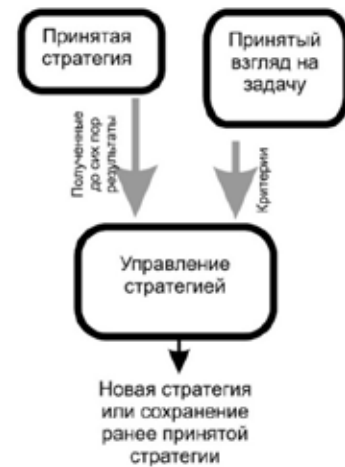 Принятая
стратегия
Принятый
взгляд на
задачу
Полученные
до сих пор
результаты
Критерии
Управление
стратегией
Новая стратегия
или сохранение
ранее принятой
стратегии